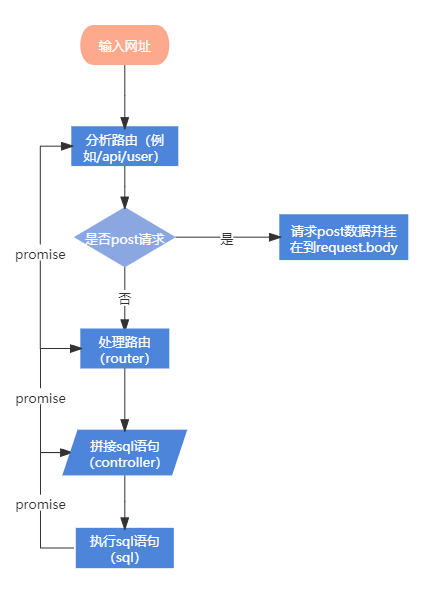 输入网址
分析路由（例
如/api/user）
是否post请求
是
请求post数据并挂
在到request.body
promise
否
处理路由
（router）
promise
拼接sql语句
（controller）
promise
执行sql语句
（sql）